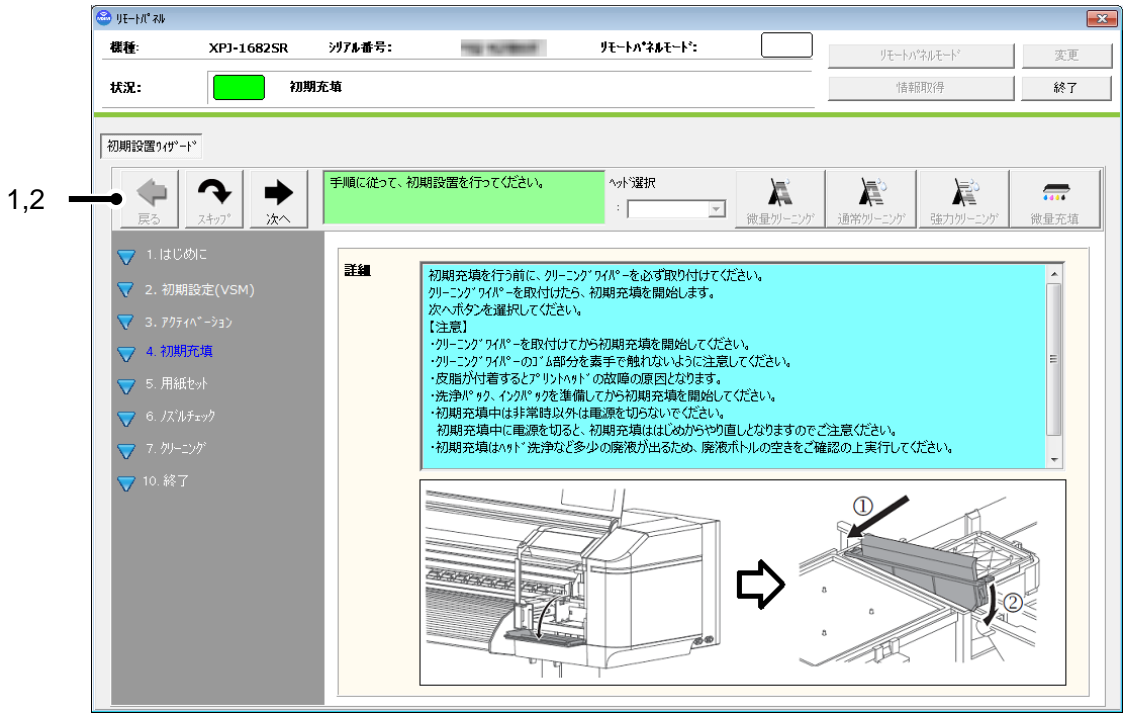 リモートパネル
機種: XPJ-1682SR シリアル番号: リモートパネルモード:
リモートパネルモード 変更
状況: 初期充填
情報取得 終了
初期設置ウィザード
1,2
戻る スキップ 次へ
手順に従って、初期設置を行ってください。
ヘッド選択
:
微量クリーニング 通常クリーニング 強力クリーニング 微量充填
1. はじめに
2. 初期設定(VSM)
3. アクティベーション
4. 初期充填
5. 用紙セット
6. ノズルチェック
7. クリーニング
10. 終了
詳細
初期充填を行う前に、クリーニングワイパーを必ず取り付けてください。
クリーニングワイパーを取付けたら、初期充填を開始します。
次へボタンを選択してください。
【注意】
・クリーニングワイパーを取付けてから初期充填を開始してください。
・クリーニングワイパーのゴム部分を素手で触れないように注意してください。
・皮脂が付着するとプリントヘッドの故障の原因となります。
・洗浄パック、インクパックを準備してから初期充填を開始してください。
・初期充填中は非常時以外は電源を切らないでください。
初期充填中に電源を切ると、初期充填ははじめからやり直しとなりますのでご注意ください。
・初期充填はヘッド洗浄など多少の廃液が出るため、廃液ボトルの空きをご確認の上実行してください。
①
②